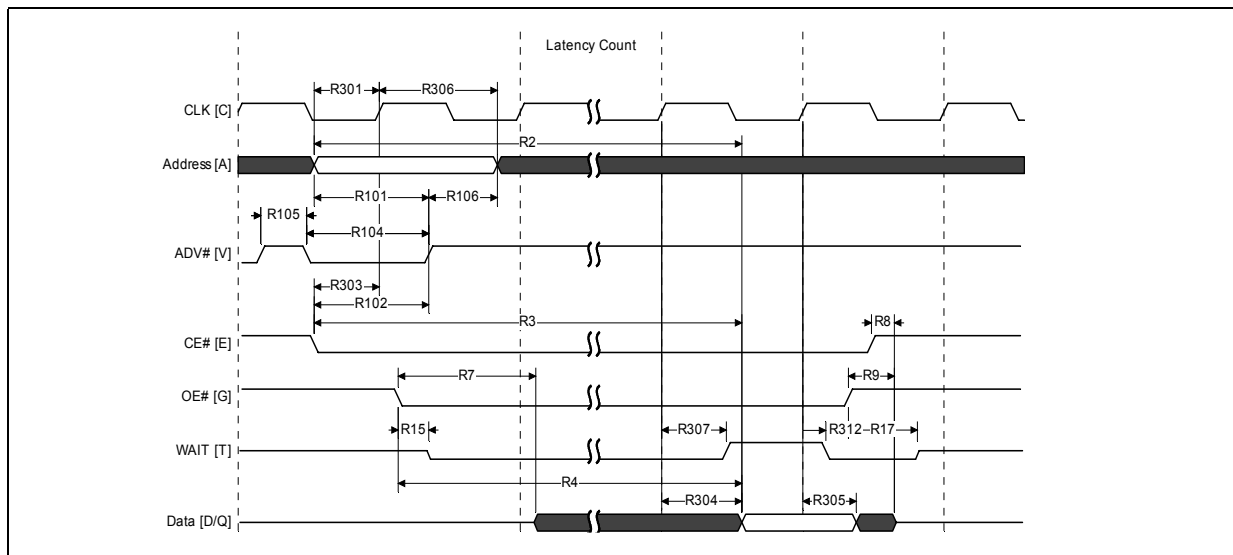 Latency Count
R301 R306
CLK [C]
R2
Address [A]
R101 R106
R105
R104
ADV# [V]
R303
R102
R3 R8
CE# [E]
R7 R9
OE# [G]
R15 R307 R312 R17
WAIT [T]
R4
R304 R305
Data [D/Q]